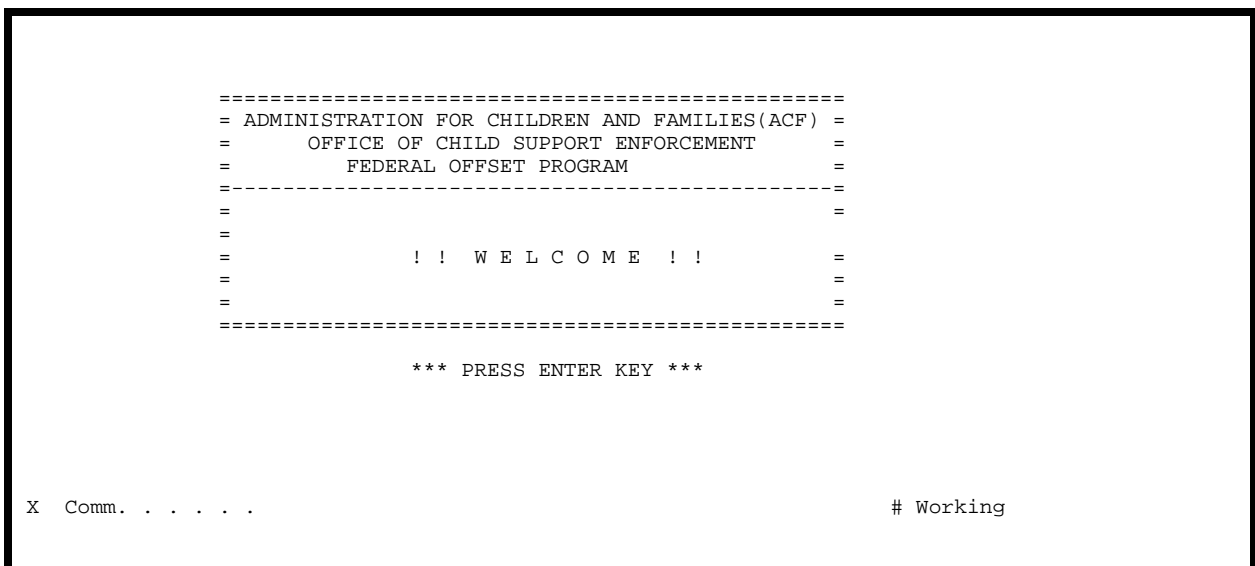 =================================================
= ADMINISTRATION FOR CHILDREN AND FAMILIES(ACF) =
=      OFFICE OF CHILD SUPPORT ENFORCEMENT      =
=         FEDERAL OFFSET PROGRAM                =
=-----------------------------------------------=
=                                               =
=
=              ! !  W E L C O M E  ! !          =
=                                               =
=                                               =
=================================================
*** PRESS ENTER KEY ***
X  Comm. . . . . .                                                  # Working